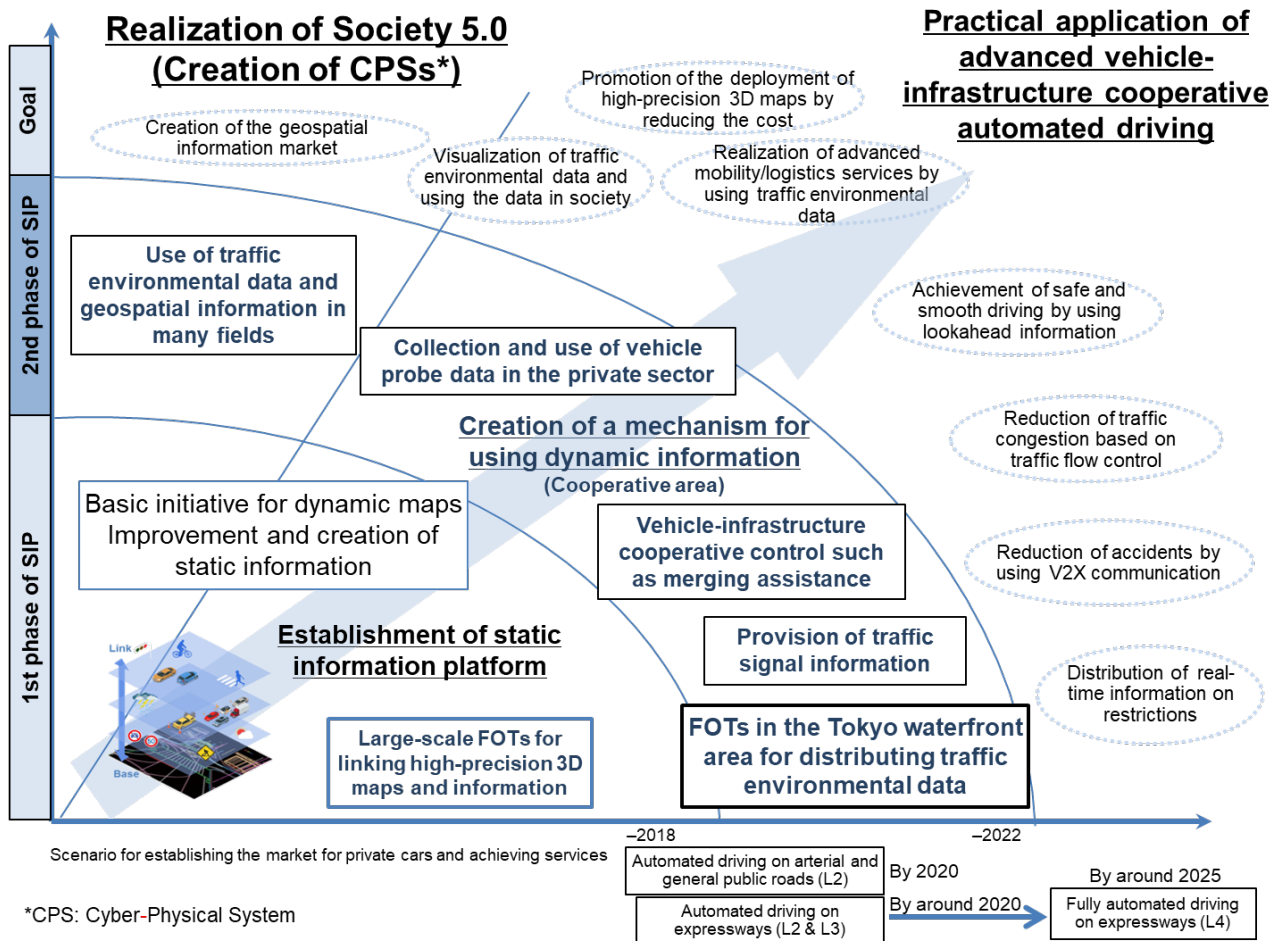 Realization of Society 5.0
(Creation of CPSs*)
Practical application of
advanced vehicle-
infrastructure cooperative
automated driving
Goal
2nd phase of SIP
1st phase of SIP
Creation of the geospatial
information market
Promotion of the deployment of
high-precision 3D maps by
reducing the cost
Visualization of traffic
environmental data and
using the data in society
Realization of advanced
mobility/logistics services by
using traffic environmental
data
Use of traffic
environmental data and
geospatial information in
many fields
Collection and use of vehicle
probe data in the private sector
Achievement of safe and
smooth driving by using
lookahead information
Creation of a mechanism for
using dynamic information
(Cooperative area)
Reduction of traffic
congestion based on
traffic flow control
Basic initiative for dynamic maps
Improvement and creation of
static information
Vehicle-infrastructure
cooperative control such
as merging assistance
Reduction of accidents by
using V2X communication
Establishment of static
information platform
Provision of traffic
signal information
Distribution of real-
time information on
restrictions
Link
Base
Large-scale FOTs for
linking high-precision 3D
maps and information
FOTs in the Tokyo waterfront
area for distributing traffic
environmental data
–2018
–2022
Scenario for establishing the market for private cars and achieving services
Automated driving on arterial and
general public roads (L2)
By 2020
By around 2025
Automated driving on
expressways (L2 & L3)
By around 2020
Fully automated driving
on expressways (L4)
*CPS: Cyber-Physical System